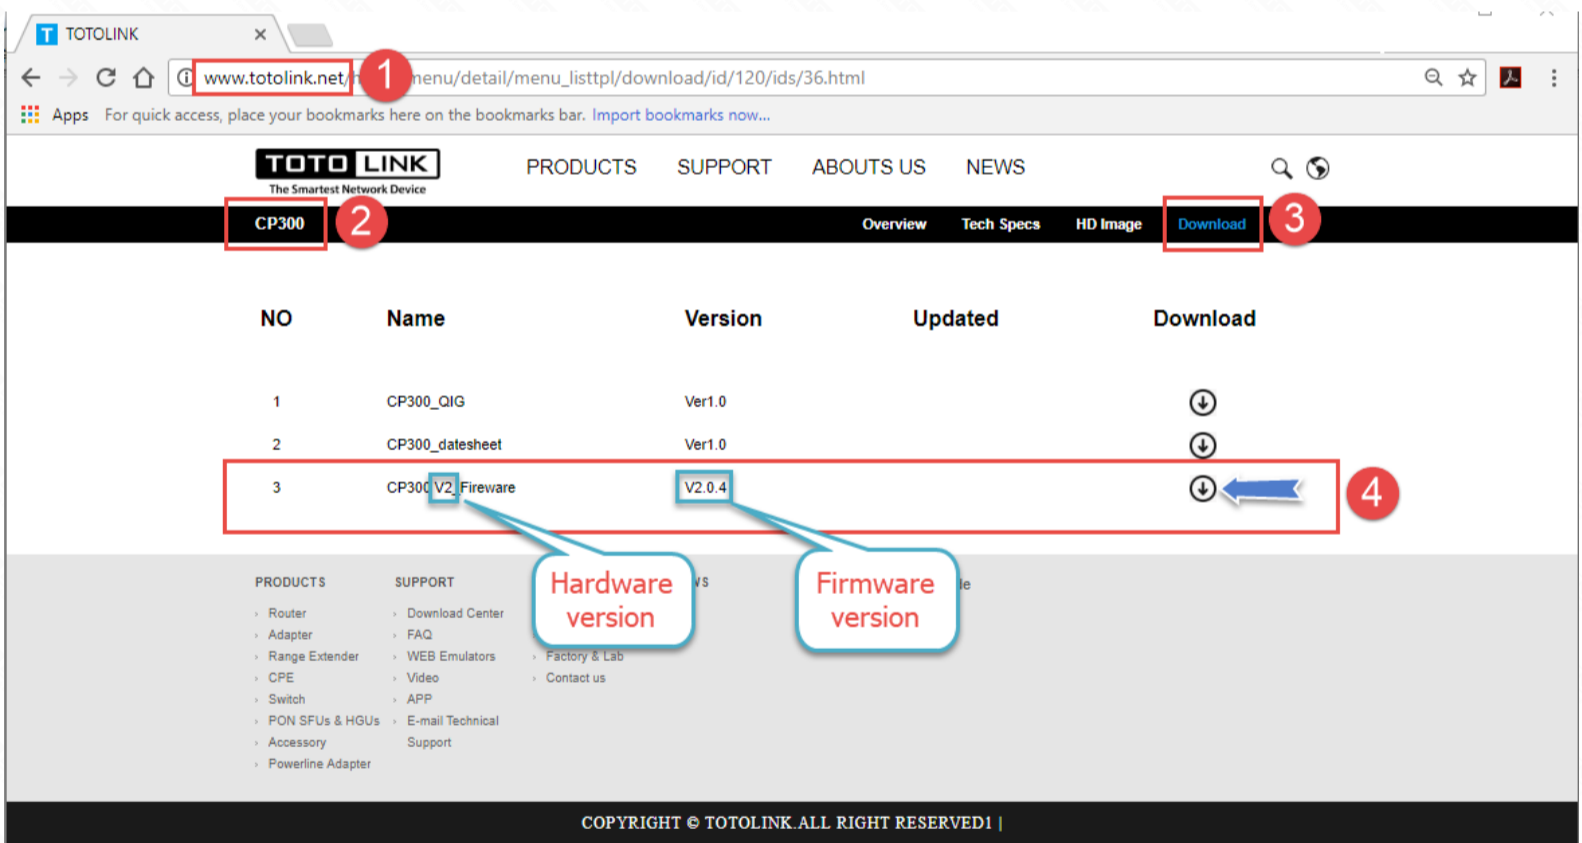 TOTOLINK
www.totolink.net/h 1 menu/detail/menu_listtpl/download/id/120/ids/36.html
Apps For quick access, place your bookmarks here on the bookmarks bar. Import bookmarks now...
TOTO LINK PRODUCTS SUPPORT ABOUTS US NEWS
The Smartest Network Device
CP300 2 Overview Tech Specs HD Image Download 3
NO Name Version Updated Download
1 CP300_QIG Ver1.0
2 CP300_datesheet Ver1.0
3 CP300 V2_Fireware V2.0.4 4
Hardware version
Firmware version
PRODUCTS
Router
Adapter
Range Extender
CPE
Switch
PON SFUs & HGUs
Accessory
Powerline Adapter
SUPPORT
Download Center
FAQ
WEB Emulators
Video
APP
E-mail Technical
Support
Factory & Lab
Contact us
COPYRIGHT © TOTOLINK.ALL RIGHT RESERVED1 |